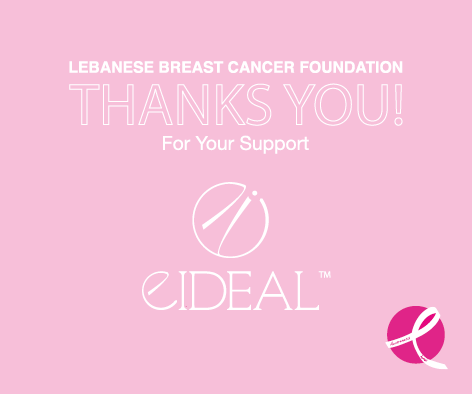 LEBANESE BREAST CANCER FOUNDATION
THANKS YOU!
For Your Support
eIDEAL™